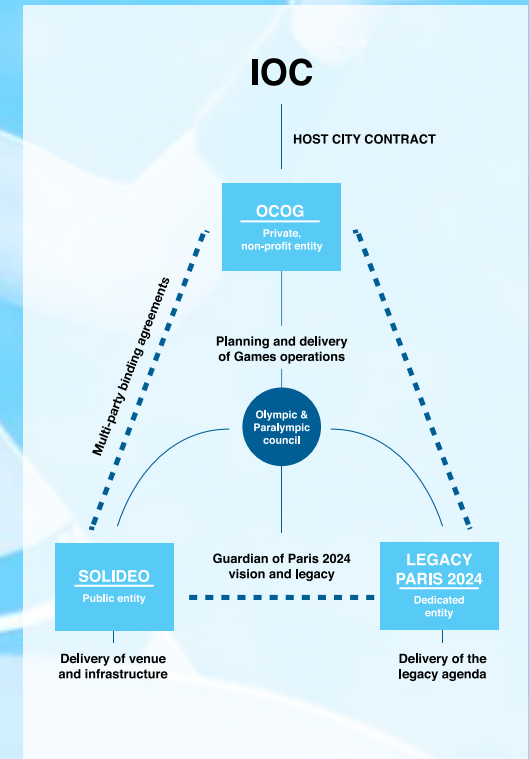 IOC
HOST CITY CONTRACT
OCOG
Private,
non-profit entity
Multi-party binding agreements
Planning and delivery
of Games operations
Olympic &
Paralympic
council
Guardian of Paris 2024
vision and legacy
SOLIDEO
Public entity
LEGACY
PARIS 2024
Dedicated
entity
Delivery of venue
and infrastructure
Delivery of the
legacy agenda